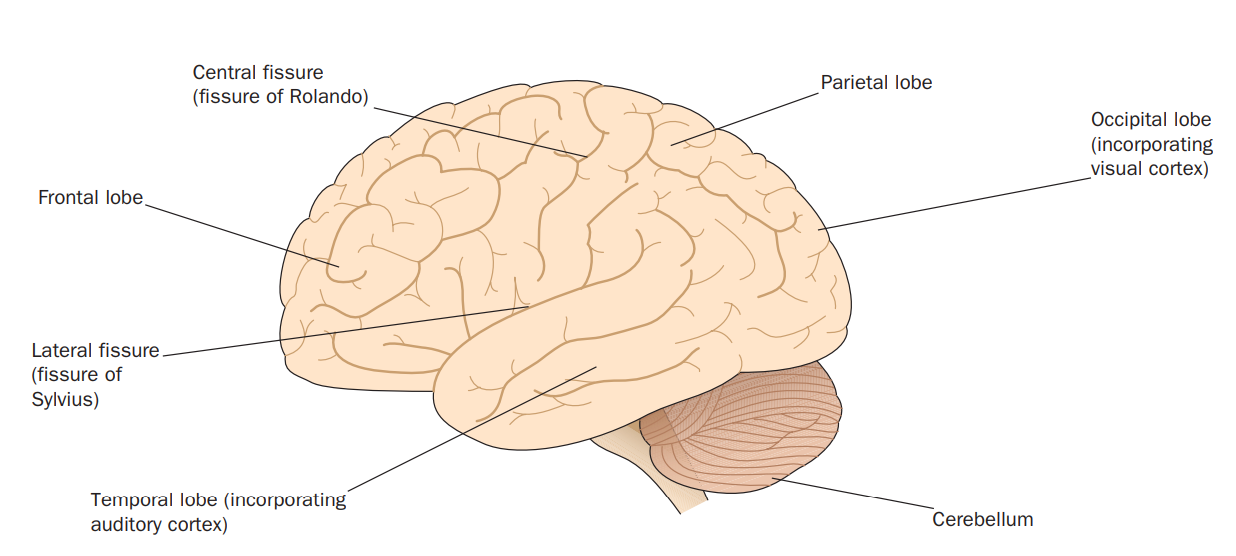 Central fissure
(fissure of Rolando)
Parietal lobe
Occipital lobe
(incorporating
visual cortex)
Frontal lobe
Lateral fissure
(fissure of
Sylvius)
Temporal lobe (incorporating
auditory cortex)
Cerebellum